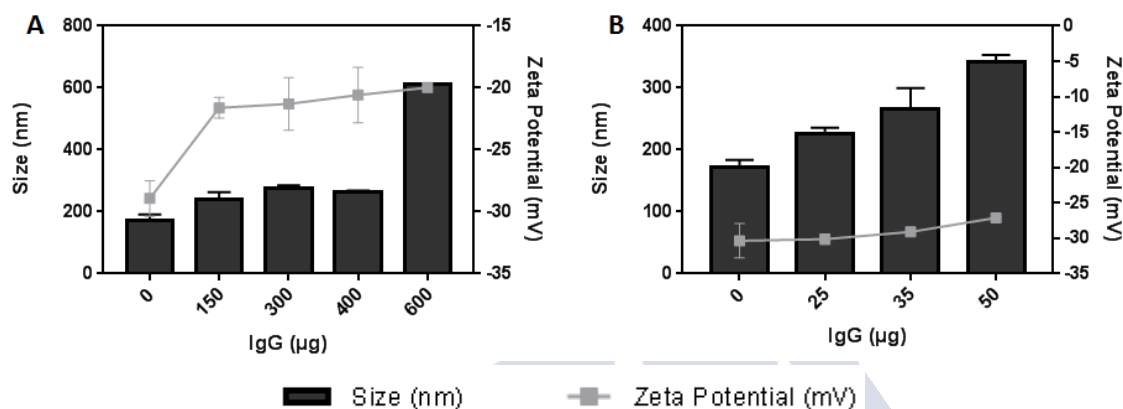 A
800
600
400
200
0
Size (nm)
-15
-20
-25
-30
-35
Zeta Potential (mV)
0 150 300 400 600
IgG (µg)
B
400
300
200
100
0
Size (nm)
0
-5
-10
-15
-20
-25
-30
-35
Zeta Potential (mV)
0 25 35 50
IgG (µg)
Size (nm) Zeta Potential (mV)